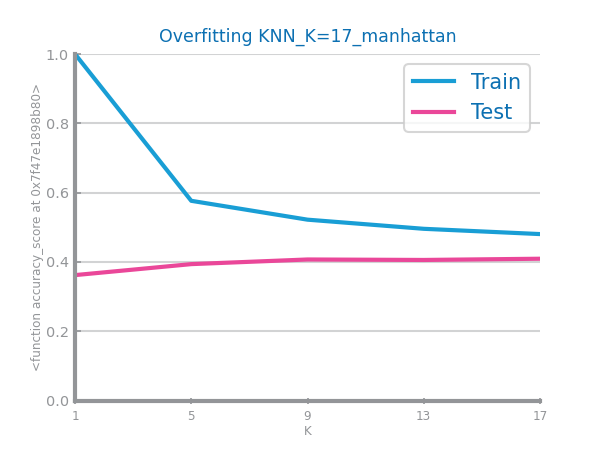 Overfitting KNN_K=17_manhattan
<function accuracy_score at 0x7f47e1898b80>
1.0
0.8
0.6
0.4
0.2
0.0
Train
Test
1 5 9 13 17
K